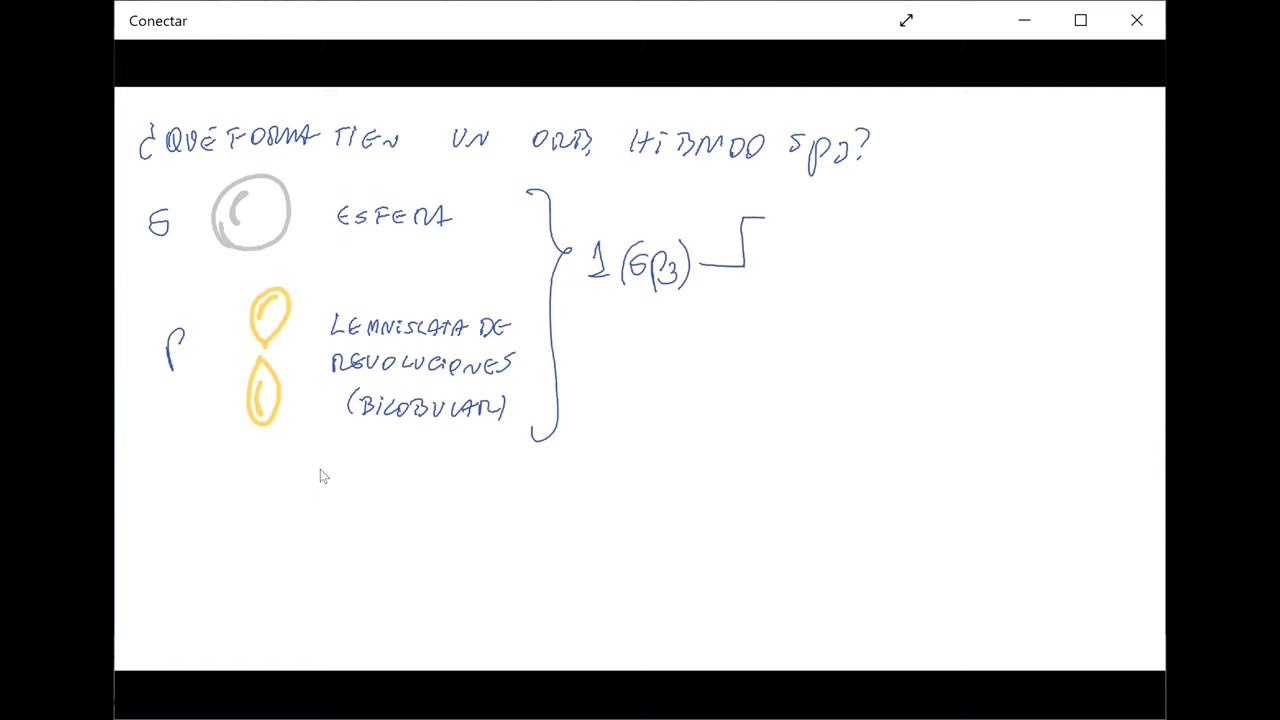 Conectar
¿QUÉ FORMA TIEN UN ORB. HIBRIDO sp3?
S ESFERA
1 (sp3)
P LEMNISCATA DE
REVOLUCIONES
(BILOBULAR)